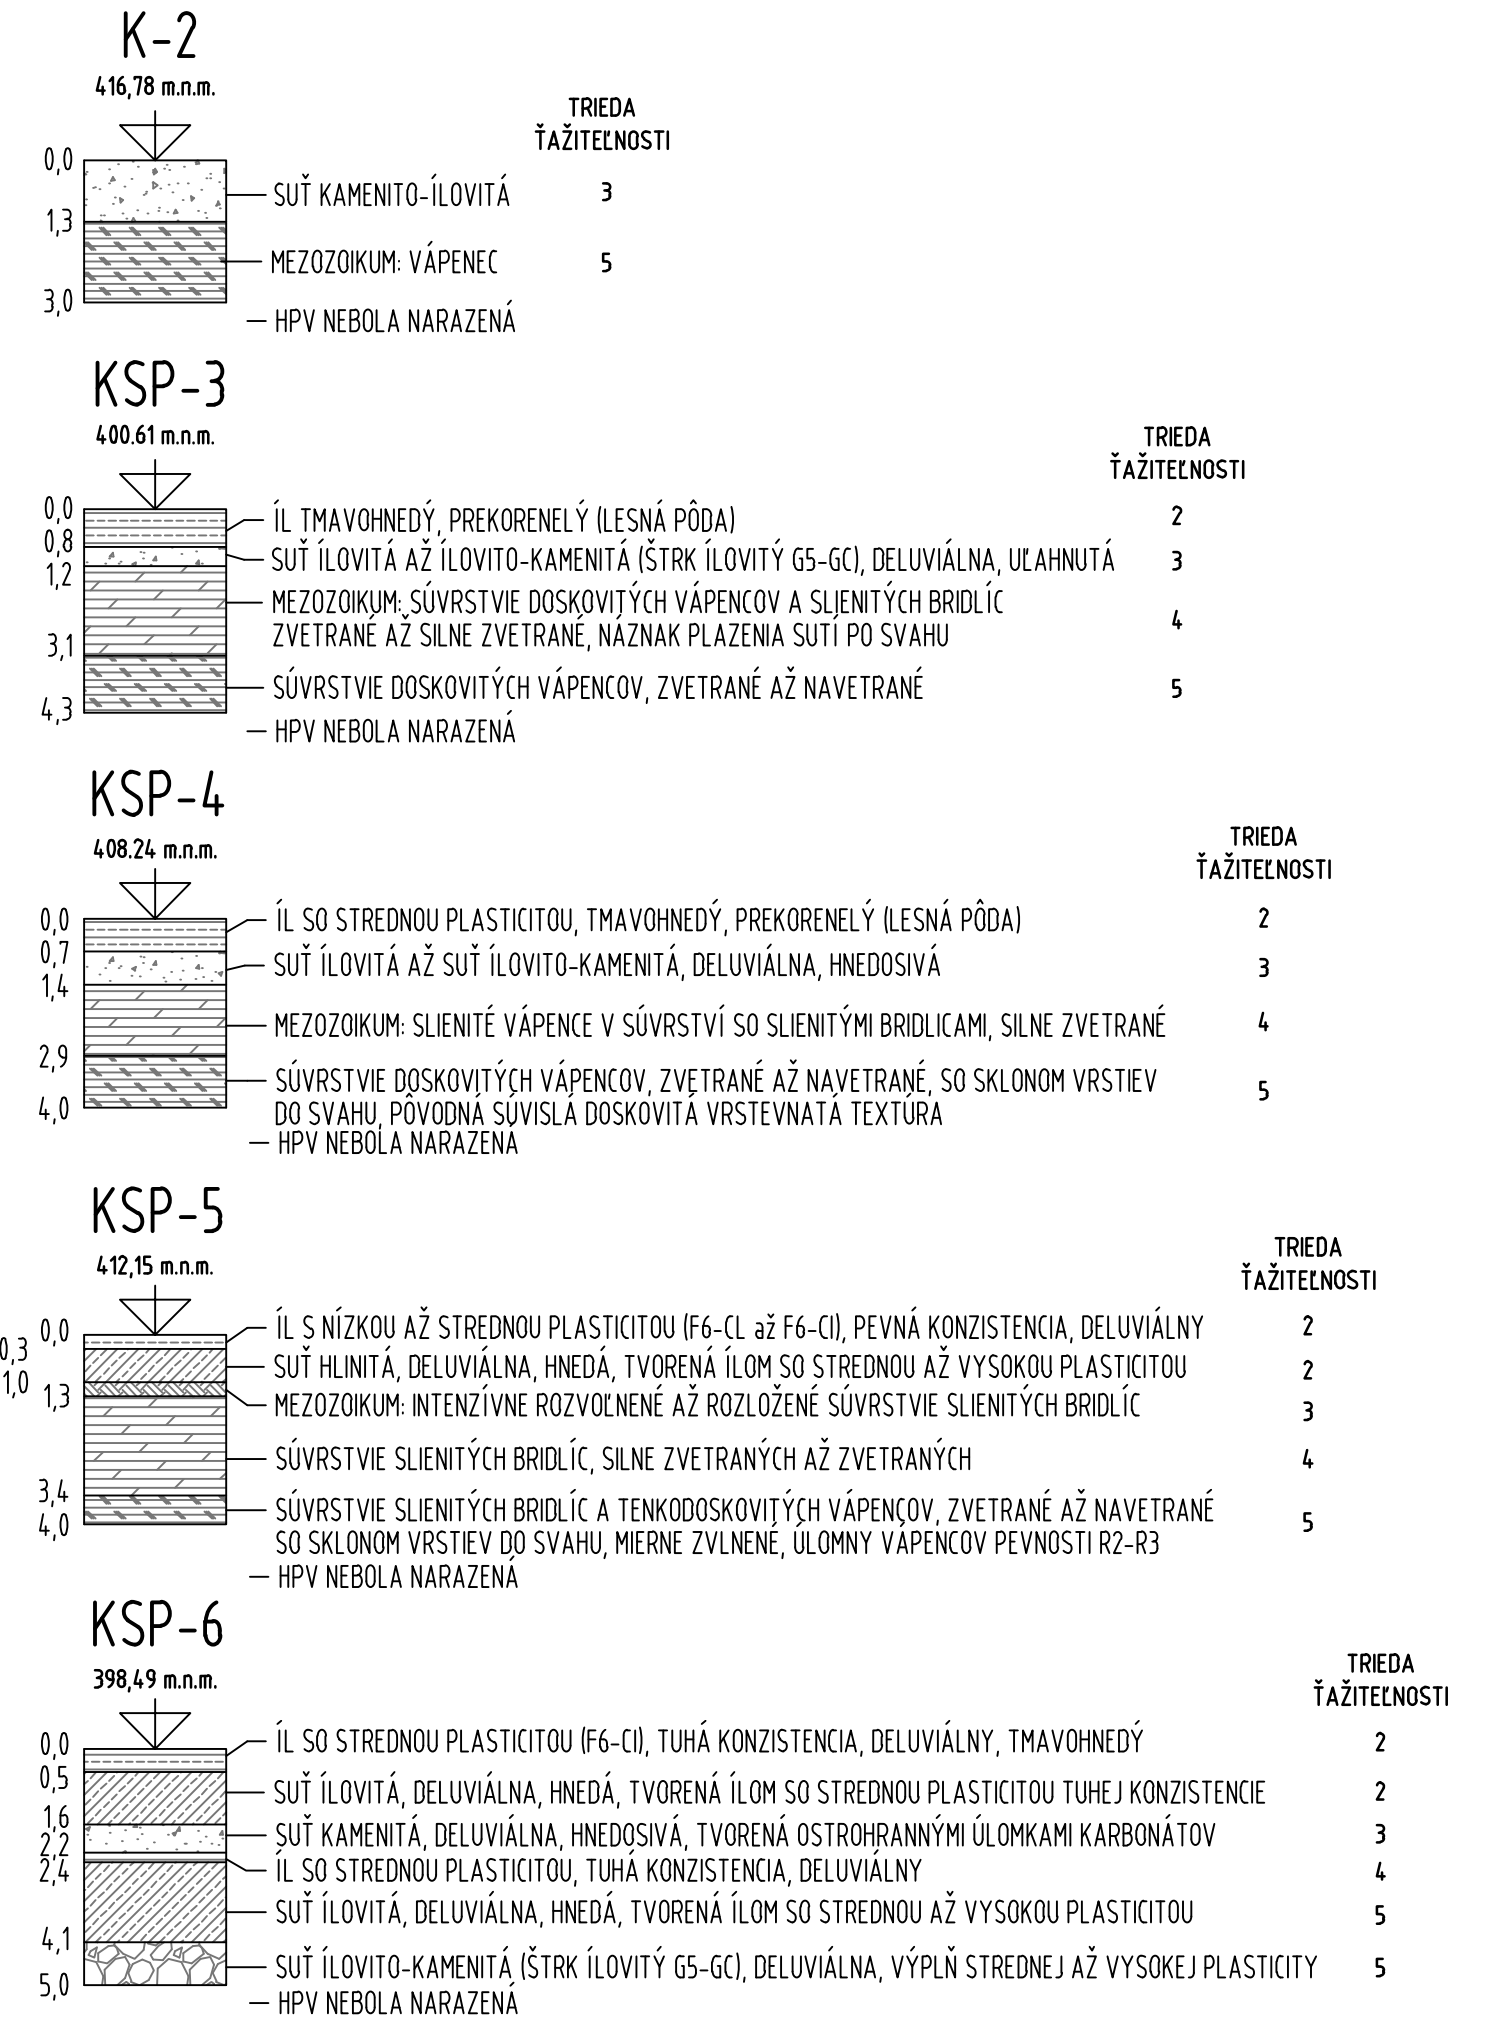 K-2
416,78 m.n.m.
TRIEDA
ŤAŽITEĽNOSTI
0,0
SUŤ KAMENITO-ÍLOVITÁ 3
1,3
MEZOZOIKUM: VÁPENEC 5
3,0
HPV NEBOLA NARAZENÁ
KSP-3
400.61 m.n.m.
TRIEDA
ŤAŽITEĽNOSTI
0,0
ÍL TMAVOHNEDÝ, PREKORENELÝ (LESNÁ PÔDA) 2
0,8
SUŤ ÍLOVITÁ AŽ ÍLOVITO-KAMENITÁ (ŠTRK ÍLOVITÝ G5-GC), DELUVIÁLNA, UĽAHNUTÁ 3
1,2
MEZOZOIKUM: SÚVRSTVIE DOSKOVITÝCH VÁPENCOV A SLIENITÝCH BRIDLÍC
ZVETRANÉ AŽ SILNE ZVETRANÉ, NÁZNAK PLAZENIA SUTÍ PO SVAHU 4
3,1
SÚVRSTVIE DOSKOVITÝCH VÁPENCOV, ZVETRANÉ AŽ NAVETRANÉ 5
4,3
HPV NEBOLA NARAZENÁ
KSP-4
408.24 m.n.m.
TRIEDA
ŤAŽITEĽNOSTI
0,0
ÍL SO STREDNOU PLASTICITOU, TMAVOHNEDÝ, PREKORENELÝ (LESNÁ PÔDA) 2
0,7
SUŤ ÍLOVITÁ AŽ SUŤ ÍLOVITO-KAMENITÁ, DELUVIÁLNA, HNEDOSIVÁ 3
1,4
MEZOZOIKUM: SLIENITÉ VÁPENCE V SÚVRSTVÍ SO SLIENITÝMI BRIDLICAMI, SILNE ZVETRANÉ 4
2,9
SÚVRSTVIE DOSKOVITÝCH VÁPENCOV, ZVETRANÉ AŽ NAVETRANÉ, SO SKLONOM VRSTIEV
DO SVAHU, PÔVODNÁ SÚVISLÁ DOSKOVITÁ VRSTEVNATÁ TEXTÚRA 5
4,0
HPV NEBOLA NARAZENÁ
KSP-5
412,15 m.n.m.
TRIEDA
ŤAŽITEĽNOSTI
0,0
ÍL S NÍZKOU AŽ STREDNOU PLASTICITOU (F6-CL až F6-CI), PEVNÁ KONZISTENCIA, DELUVIÁLNY 2
0,3
SUŤ HLINITÁ, DELUVIÁLNA, HNEDÁ, TVORENÁ ÍLOM SO STREDNOU AŽ VYSOKOU PLASTICITOU 2
1,0
1,3
MEZOZOIKUM: INTENZÍVNE ROZVOĽNENÉ AŽ ROZLOŽENÉ SÚVRSTVIE SLIENITÝCH BRIDLÍC 3
SÚVRSTVIE SLIENITÝCH BRIDLÍC, SILNE ZVETRANÝCH AŽ ZVETRANÝCH 4
3,4
SÚVRSTVIE SLIENITÝCH BRIDLÍC A TENKODOSKOVITÝCH VÁPENCOV, ZVETRANÉ AŽ NAVETRANÉ
SO SKLONOM VRSTIEV DO SVAHU, MIERNE ZVLNENÉ, ÚLOMNY VÁPENCOV PEVNOSTI R2-R3 5
4,0
HPV NEBOLA NARAZENÁ
KSP-6
398,49 m.n.m.
TRIEDA
ŤAŽITEĽNOSTI
0,0
ÍL SO STREDNOU PLASTICITOU (F6-CI), TUHÁ KONZISTENCIA, DELUVIÁLNY, TMAVOHNEDÝ 2
0,5
SUŤ ÍLOVITÁ, DELUVIÁLNA, HNEDÁ, TVORENÁ ÍLOM SO STREDNOU PLASTICITOU TUHEJ KONZISTENCIE 2
1,6
SUŤ KAMENITÁ, DELUVIÁLNA, HNEDOSIVÁ, TVORENÁ OSTROHRANNÝMI ÚLOMKAMI KARBONÁTOV 3
2,2
ÍL SO STREDNOU PLASTICITOU, TUHÁ KONZISTENCIA, DELUVIÁLNY 4
2,4
SUŤ ÍLOVITÁ, DELUVIÁLNA, HNEDÁ, TVORENÁ ÍLOM SO STREDNOU AŽ VYSOKOU PLASTICITOU 5
4,1
SUŤ ÍLOVITO-KAMENITÁ (ŠTRK ÍLOVITÝ G5-GC), DELUVIÁLNA, VÝPLŇ STREDNEJ AŽ VYSOKEJ PLASTICITY 5
5,0
HPV NEBOLA NARAZENÁ